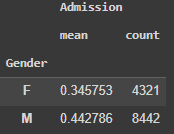 Admission
mean count
Gender
F 0.345753 4321
M 0.442786 8442